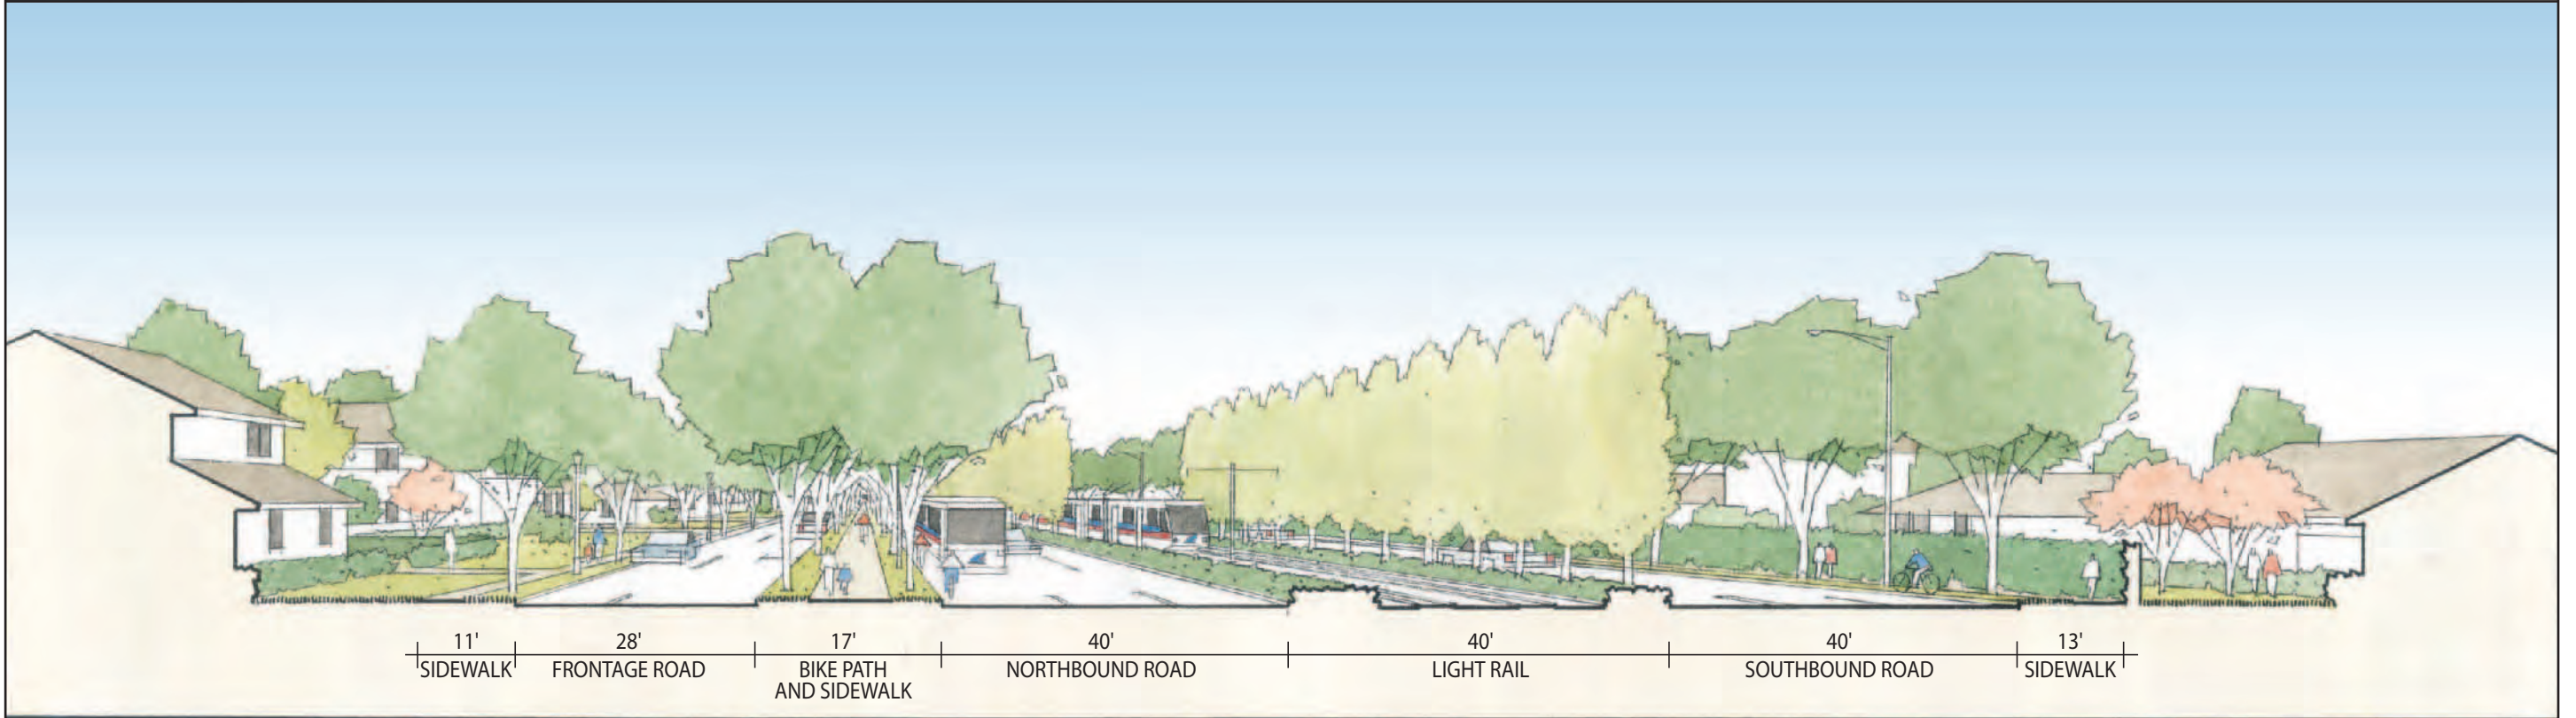 11' 28' 17' 40' 40' 40' 13'
SIDEWALK FRONTAGE ROAD BIKE PATH NORTHBOUND ROAD LIGHT RAIL SOUTHBOUND ROAD SIDEWALK
AND SIDEWALK